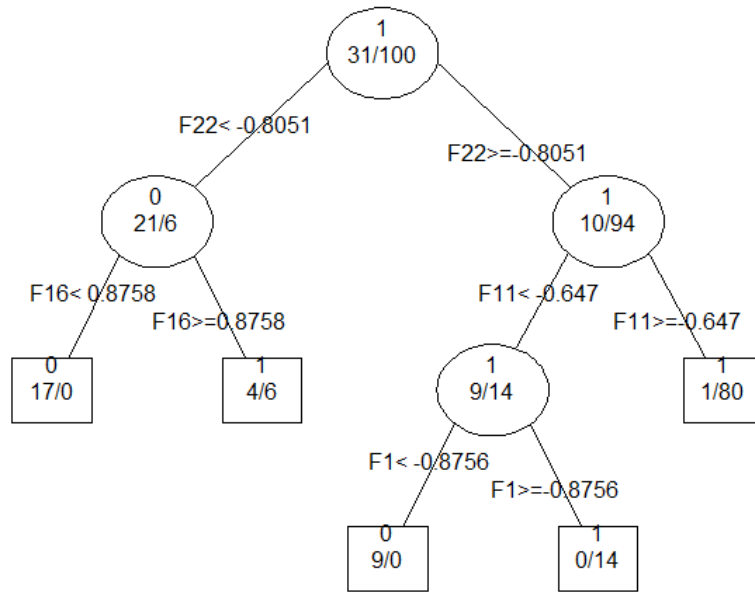 1
31/100
F22< -0.8051
F22>=-0.8051
0
21/6
1
10/94
F16< 0.8758
F16>=0.8758
F11< -0.647
F11>=-0.647
0
17/0
1
4/6
1
9/14
1
1/80
F1< -0.8756
F1>=-0.8756
0
9/0
1
0/14